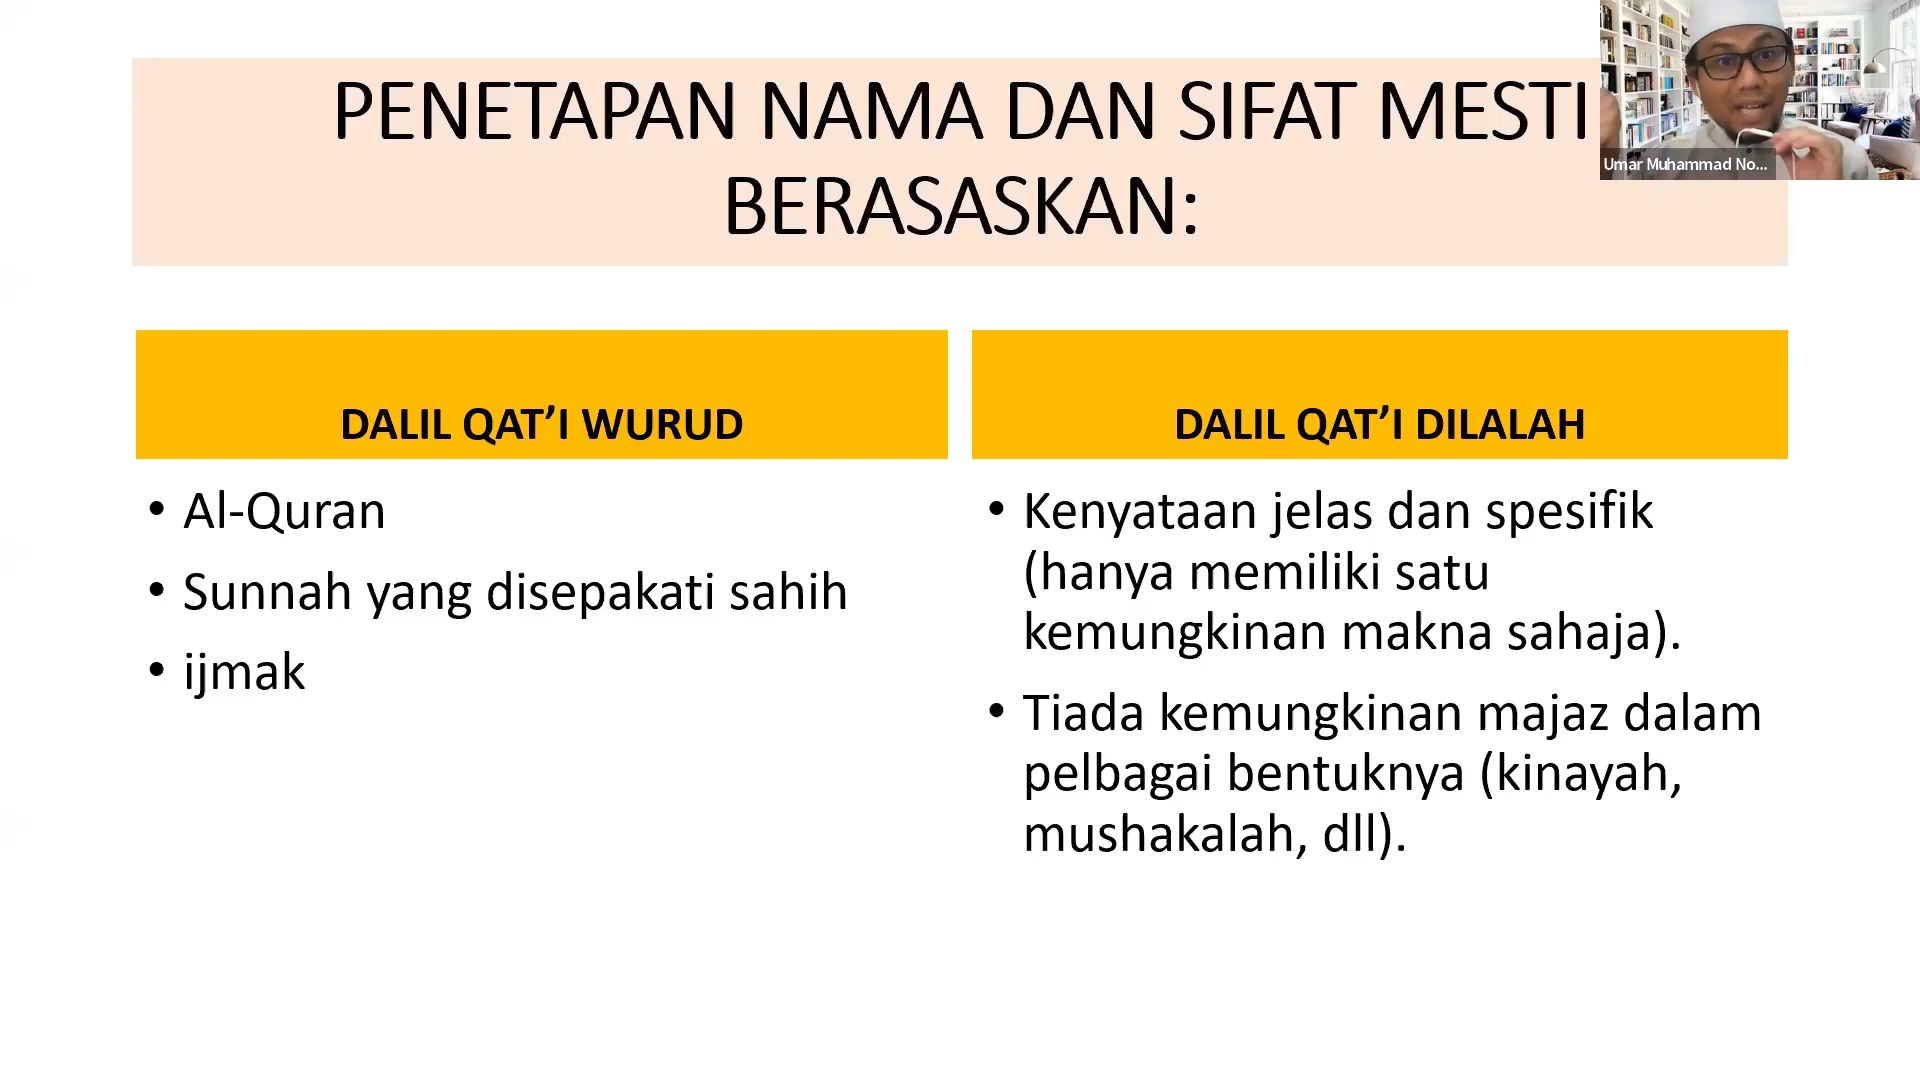 PENETAPAN NAMA DAN SIFAT MESTI
BERASASKAN:
Umar Muhammad No...
DALIL QAT’I WURUD
• Al-Quran
• Sunnah yang disepakati sahih
• ijmak
DALIL QAT’I DILALAH
• Kenyataan jelas dan spesifik
(hanya memiliki satu
kemungkinan makna sahaja).
• Tiada kemungkinan majaz dalam
pelbagai bentuknya (kinayah,
mushakalah, dll).